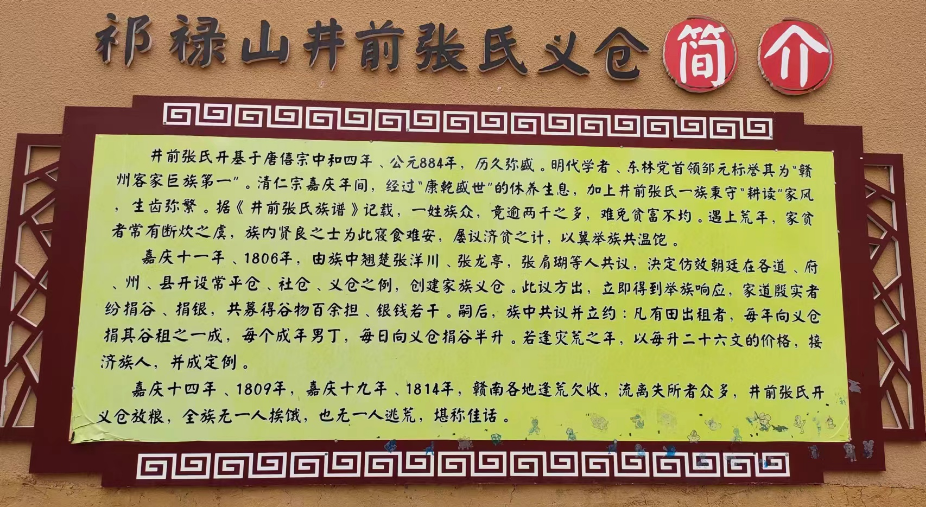 祁禄山井前张氏义仓简介
井前张氏开基于唐僖宗中和四年、公元884年，历久弥盛。明代学者、东林党首领邹元标誉其为“赣
州客家巨族第一”。清仁宗嘉庆年间，经过“康乾盛世”的休养生息，加上井前张氏一族秉守“耕读”家风
，生齿弥繁。据《井前张氏族谱》记载，一姓族众，竟逾两千之多，难免贫富不均。遇上荒年，家贫
者常有断炊之虞，族内贤良之士为此寝食难安，屡议济贫之计，以冀举族共温饱。
嘉庆十一年、1806年，由族中翘楚张洋川、张龙亭，张肩瑚等人共议，决定仿效朝廷在各道、府
、州、县开设常平仓、社仓、义仓之例，创建家族义仓。此议方出，立即得到举族响应，家道殷实者
纷捐谷、捐银，共募得谷物百余担、银钱若干。嗣后，族中共议并立约：凡有田出租者，每年向义仓
捐其谷租之一成，每个成年男丁，每日向义仓捐谷半升。若逢灾荒之年，以每升二十六文的价格，接
济族人，并成定例。
嘉庆十四年、1809年，嘉庆十九年、1814年，赣南各地逢荒欠收，流离失所者众多，井前张氏开
义仓放粮，全族无一人挨饿，也无一人逃荒，堪称佳话。